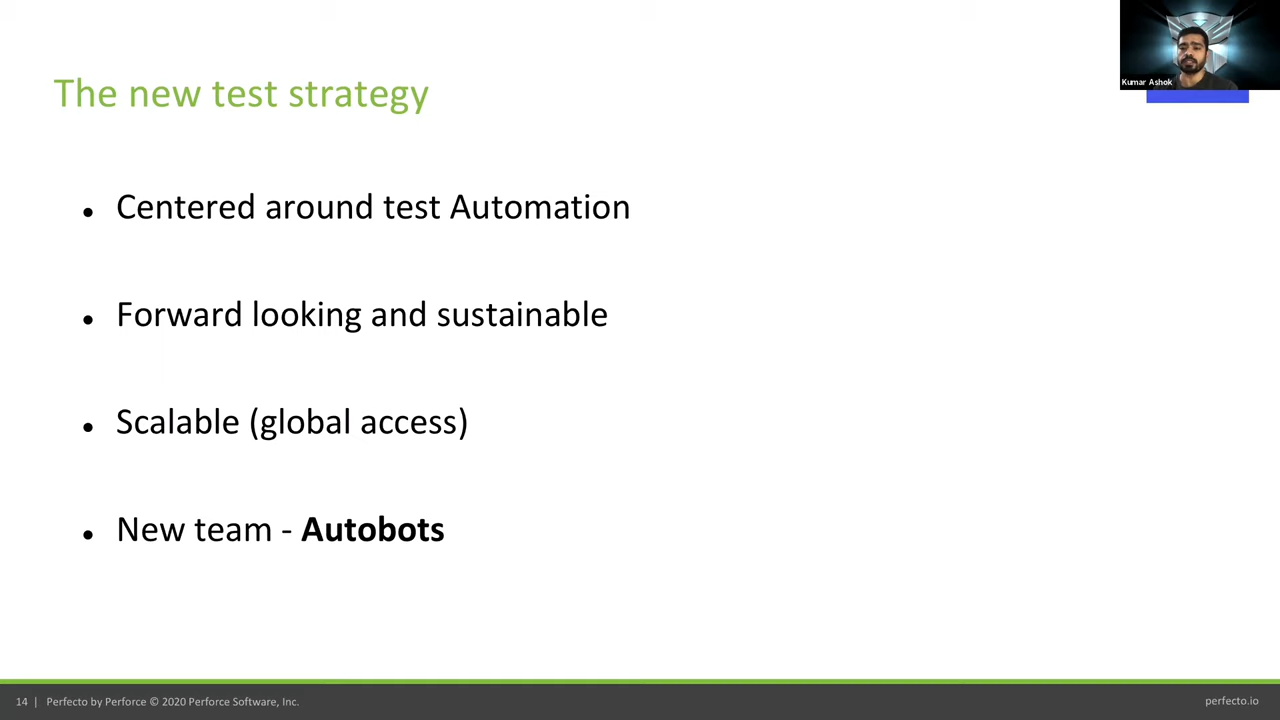 Kumar Ashok
The new test strategy
● Centered around test Automation
● Forward looking and sustainable
● Scalable (global access)
● New team - Autobots
14 | Perfecto by Perforce © 2020 Perforce Software, Inc.
perfecto.io